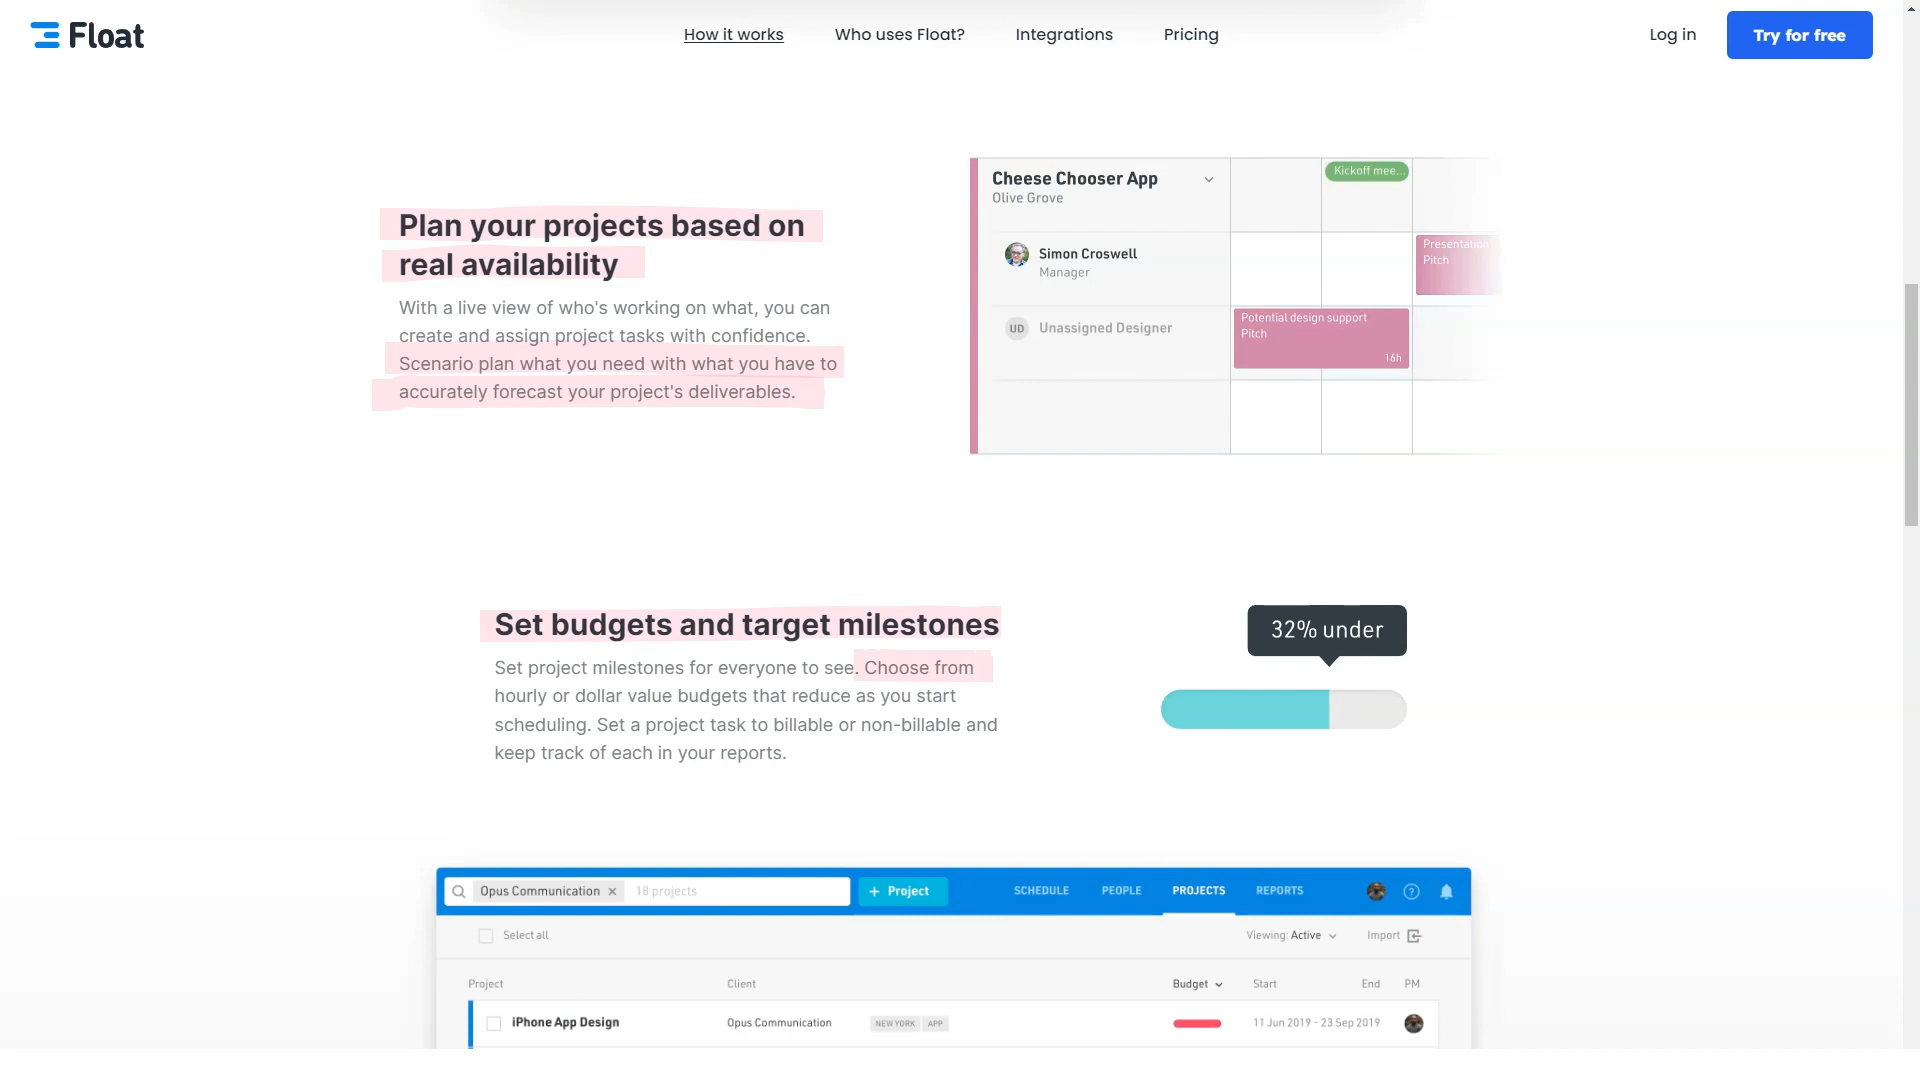 Float
How it works
Who uses Float?
Integrations
Pricing
Log in
Try for free
Plan your projects based on
real availability
With a live view of who's working on what, you can
create and assign project tasks with confidence.
Scenario plan what you need with what you have to
accurately forecast your project's deliverables.
Cheese Chooser App
Olive Grove
Kickoff mee...
Simon Croswell
Manager
Presentation
Pitch
UD
Unassigned Designer
Potential design support
Pitch
16h
Set budgets and target milestones
Set project milestones for everyone to see. Choose from
hourly or dollar value budgets that reduce as you start
scheduling. Set a project task to billable or non-billable and
keep track of each in your reports.
32% under
Opus Communication ×
18 projects
+ Project
SCHEDULE
PEOPLE
PROJECTS
REPORTS
?
Select all
Viewing: Active
Import
Project
Client
Budget
Start
End
PM
iPhone App Design
Opus Communication
NEW YORK
APP
11 Jun 2019 - 23 Sep 2019